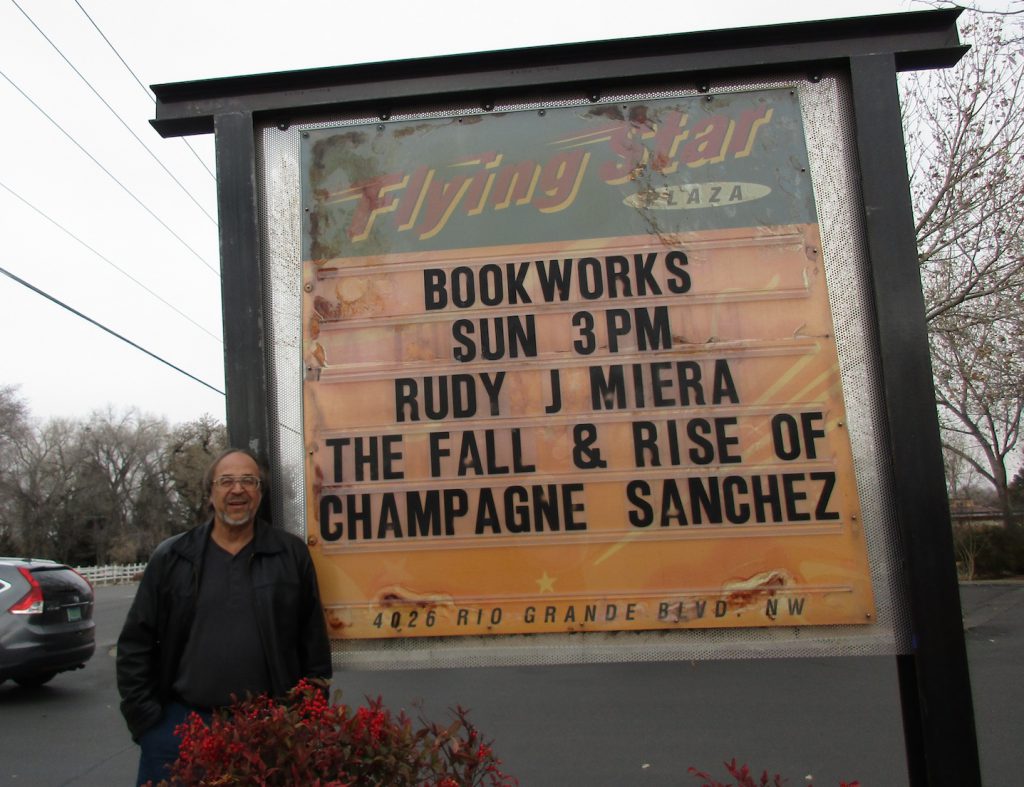 Flying Star
PLAZA
BOOKWORKS
SUN 3PM
RUDY J MIERA
THE FALL & RISE OF
CHAMPAGNE SANCHEZ
4026 RIO GRANDE BLVD. NW